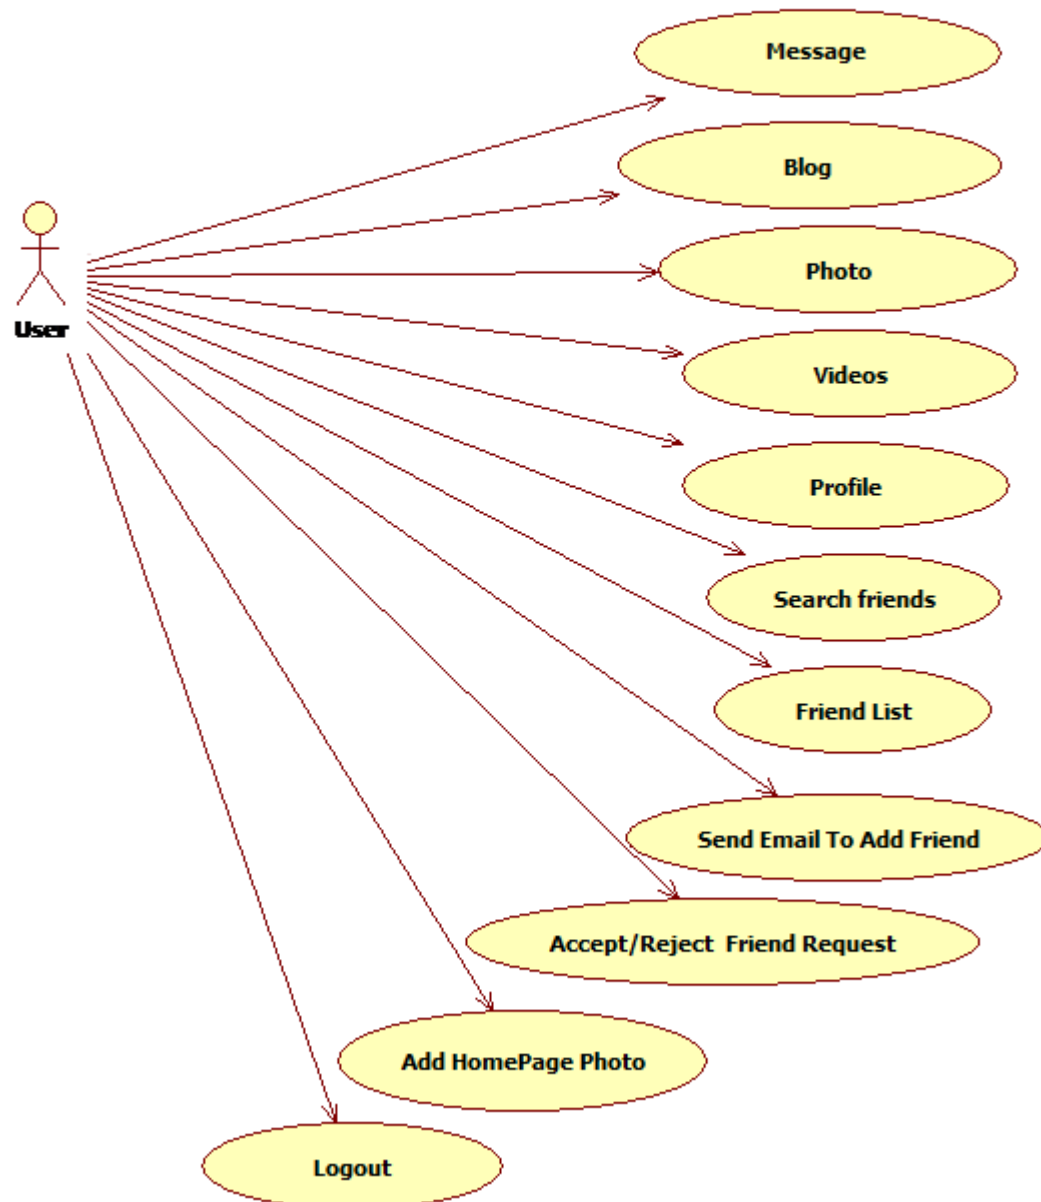 Message
Blog
Photo
User
Videos
Profile
Search friends
Friend List
Send Email To Add Friend
Accept/Reject Friend Request
Add HomePage Photo
Logout